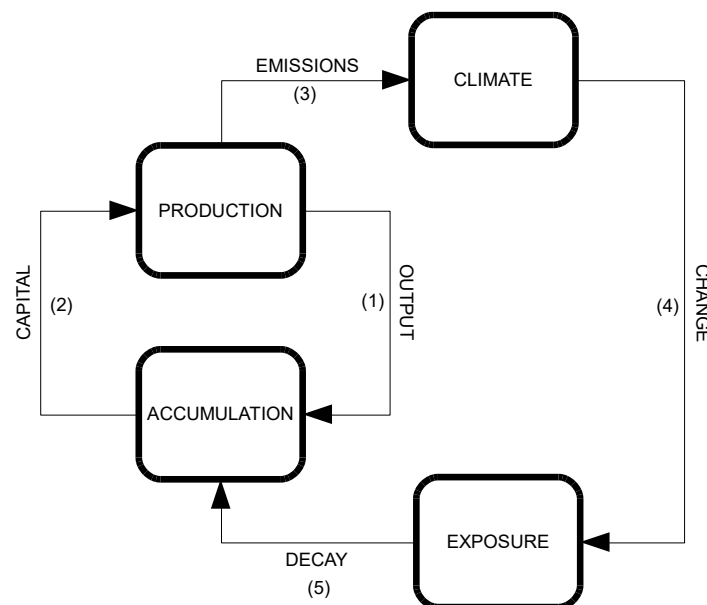 EMISSIONS
(3)
CLIMATE
PRODUCTION
CAPITAL
(2)
(1)
OUTPUT
(4)
CHANGE
ACCUMULATION
EXPOSURE
DECAY
(5)